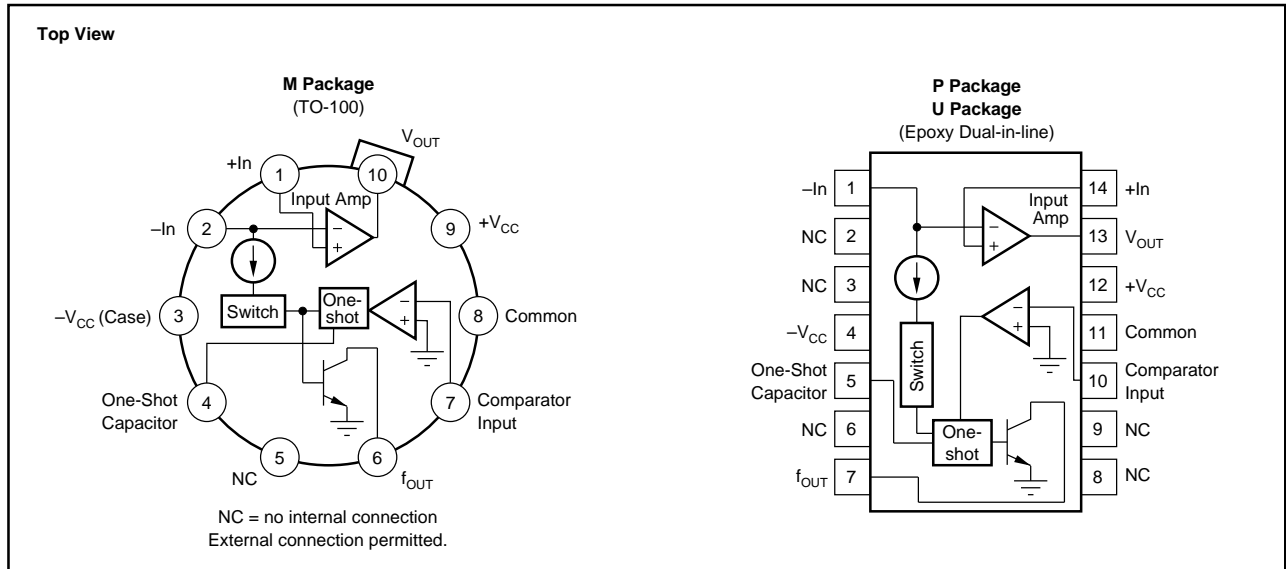 Top View
M Package
(TO-100)
VOUT
+In
1
10
Input Amp
–In
2
9
+VCC
–
+
Switch
One-
shot
–
+
–VCC (Case)
3
8
Common
One-Shot
Capacitor
4
7
Comparator
Input
NC
5
6
fOUT
NC = no internal connection
External connection permitted.
P Package
U Package
(Epoxy Dual-in-line)
–In
1
14
+In
Input
Amp
–
+
NC
2
13
VOUT
NC
3
12
+VCC
–
+
–VCC
4
11
Common
Switch
One-Shot
Capacitor
5
10
Comparator
Input
NC
6
One-
shot
9
NC
fOUT
7
8
NC